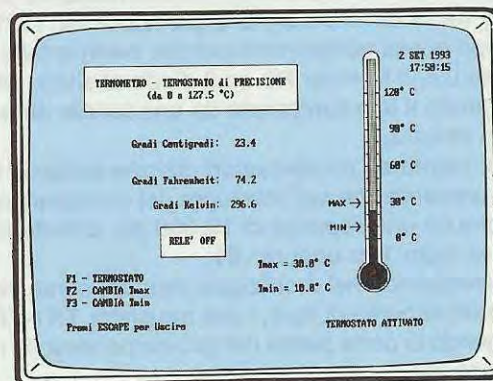 2 SET 1993
17:58:15
TERMOMETRO - TERMOSTATO di PRECISIONE
(da 0 a 127.5 °C)
120° C
90° C
60° C
30° C
0° C
MAX →
MIN →
Gradi Centigradi: 23.4
Gradi Fahrenheit: 74.2
Gradi Kelvin: 296.6
RELE' OFF
Tmax = 30.0° C
Tmin = 10.0° C
F1 - TERMOSTATO
F2 - CAMBIA Tmax
F3 - CAMBIA Tmin
Premi ESCAPE per Uscire
TERMOSTATO ATTIVATO